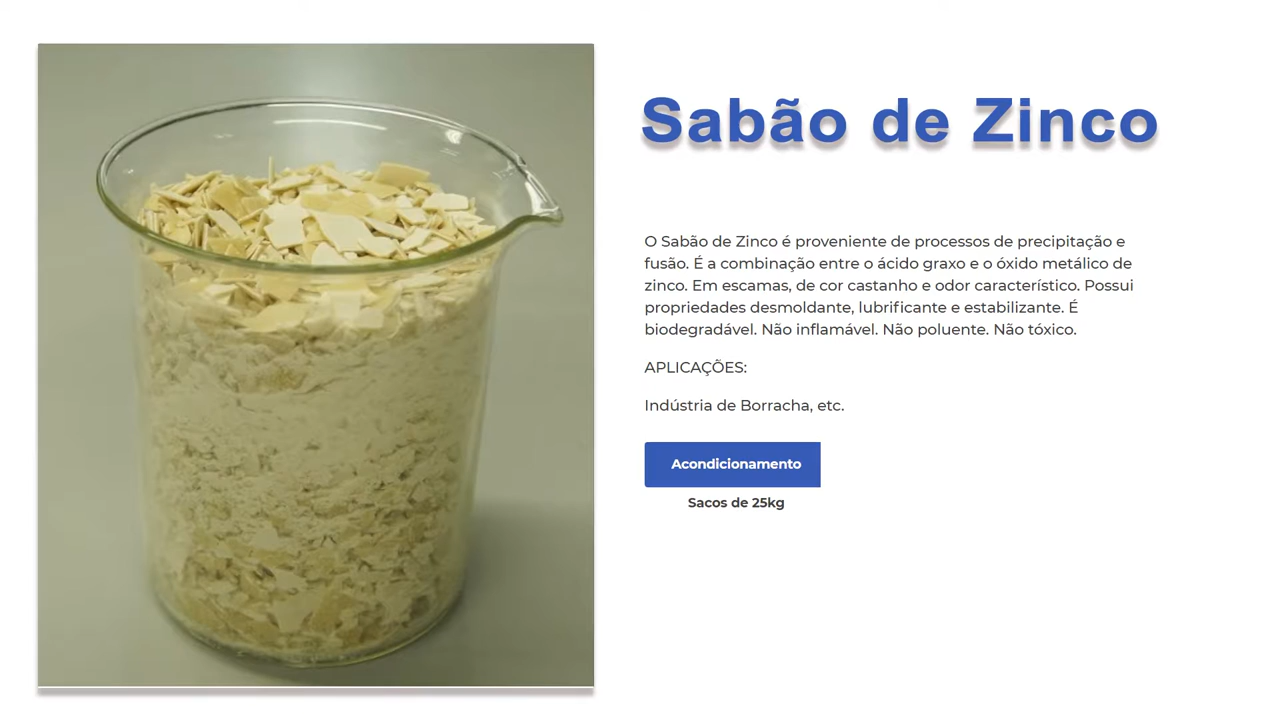 Sabão de Zinco
O Sabão de Zinco é proveniente de processos de precipitação e
fusão. É a combinação entre o ácido graxo e o óxido metálico de
zinco. Em escamas, de cor castanho e odor característico. Possui
propriedades desmoldante, lubrificante e estabilizante. É
biodegradável. Não inflamável. Não poluente. Não tóxico.
APLICAÇÕES:
Indústria de Borracha, etc.
Acondicionamento
Sacos de 25kg